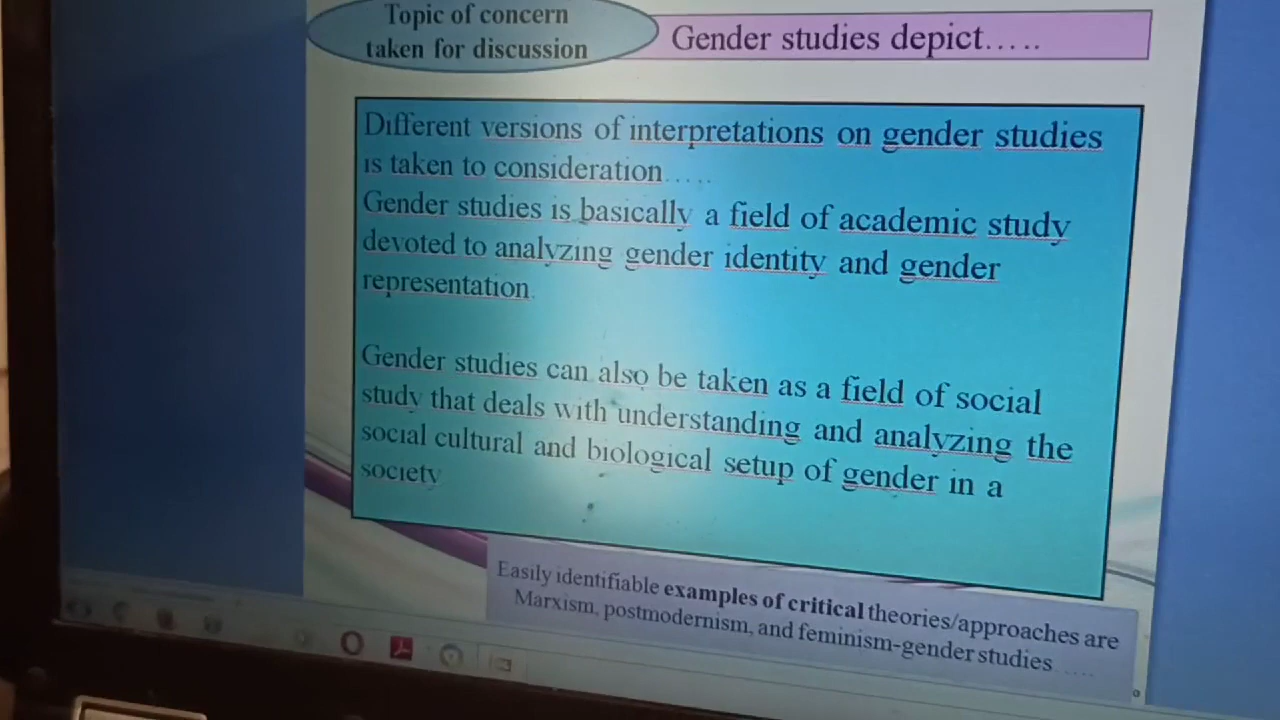 Topic of concern
taken for discussion
Gender studies depict.....
Different versions of interpretations on gender studies
is taken to consideration.....
Gender studies is basically a field of academic study
devoted to analyzing gender identity and gender
representation.
Gender studies can also be taken as a field of social
study that deals with understanding and analyzing the
social cultural and biological setup of gender in a
society
Easily identifiable examples of critical theories/approaches are
Marxism, postmodernism, and feminism-gender studies.....